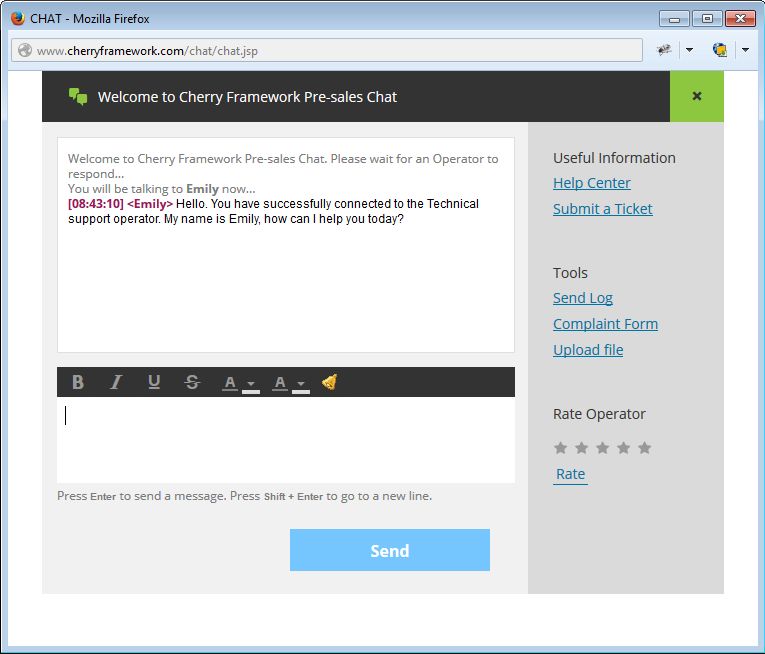 CHAT - Mozilla Firefox
www.cherryframework.com/chat/chat.jsp
Welcome to Cherry Framework Pre-sales Chat
Welcome to Cherry Framework Pre-sales Chat. Please wait for an Operator to
respond...
You will be talking to Emily now...
[08:43:10] <Emily> Hello. You have successfully connected to the Technical
support operator. My name is Emily, how can I help you today?
B I U S A A
Press Enter to send a message. Press Shift + Enter to go to a new line.
Send
Useful Information
Help Center
Submit a Ticket
Tools
Send Log
Complaint Form
Upload file
Rate Operator
Rate